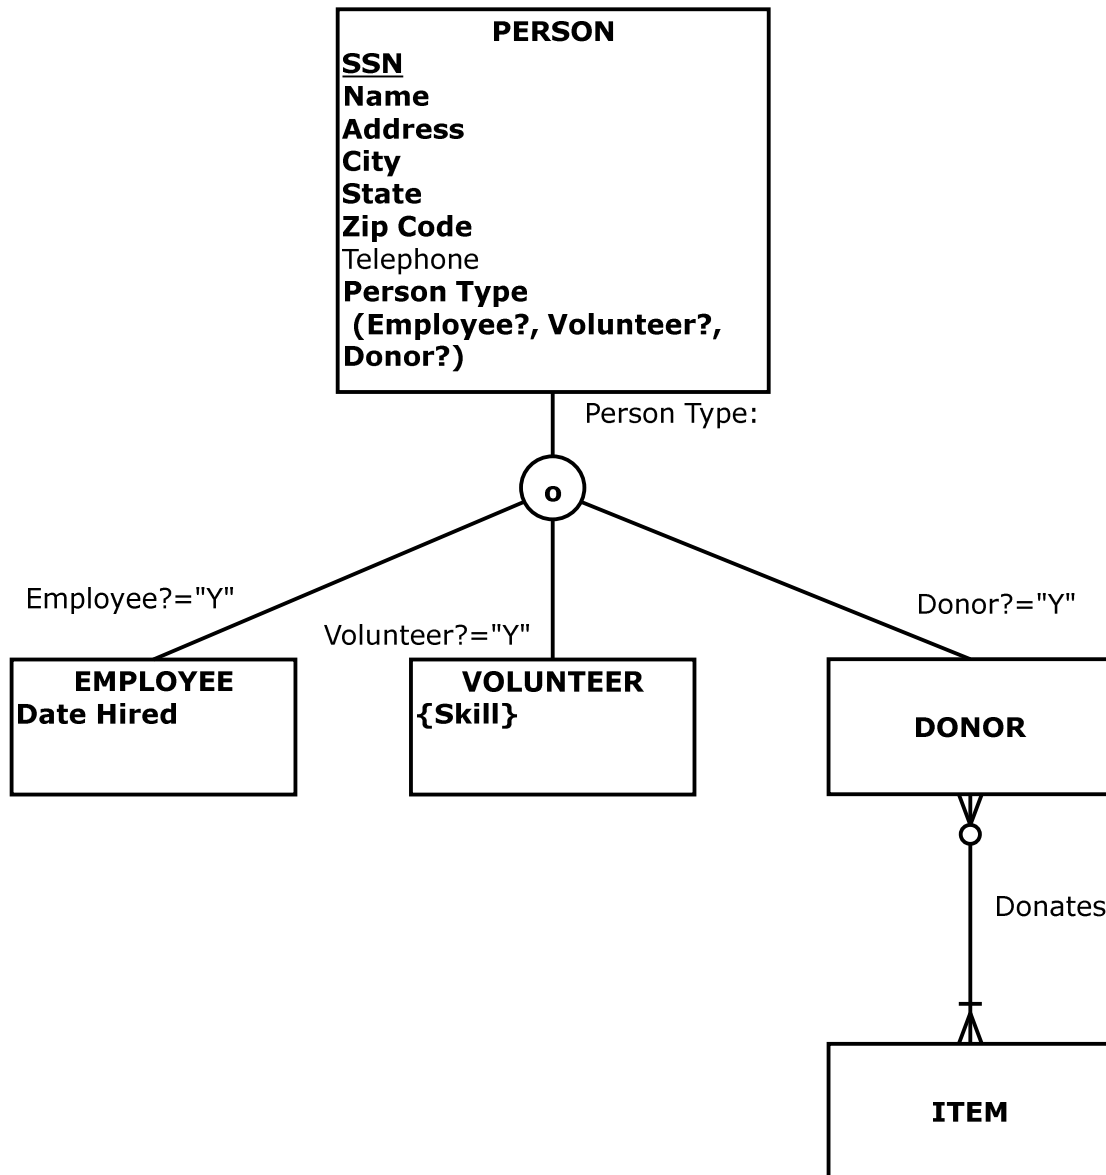 PERSON
SSN
Name
Address
City
State
Zip Code
Telephone
Person Type
(Employee?, Volunteer?,
Donor?)
Person Type:
o
Employee?="Y"
Volunteer?="Y"
Donor?="Y"
EMPLOYEE
Date Hired
VOLUNTEER
{Skill}
DONOR
Donates
ITEM